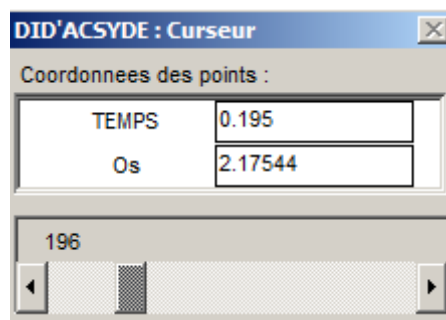 DID'ACSYDE : Curseur
Coordonnees des points :
TEMPS 0.195
Os 2.17544
196